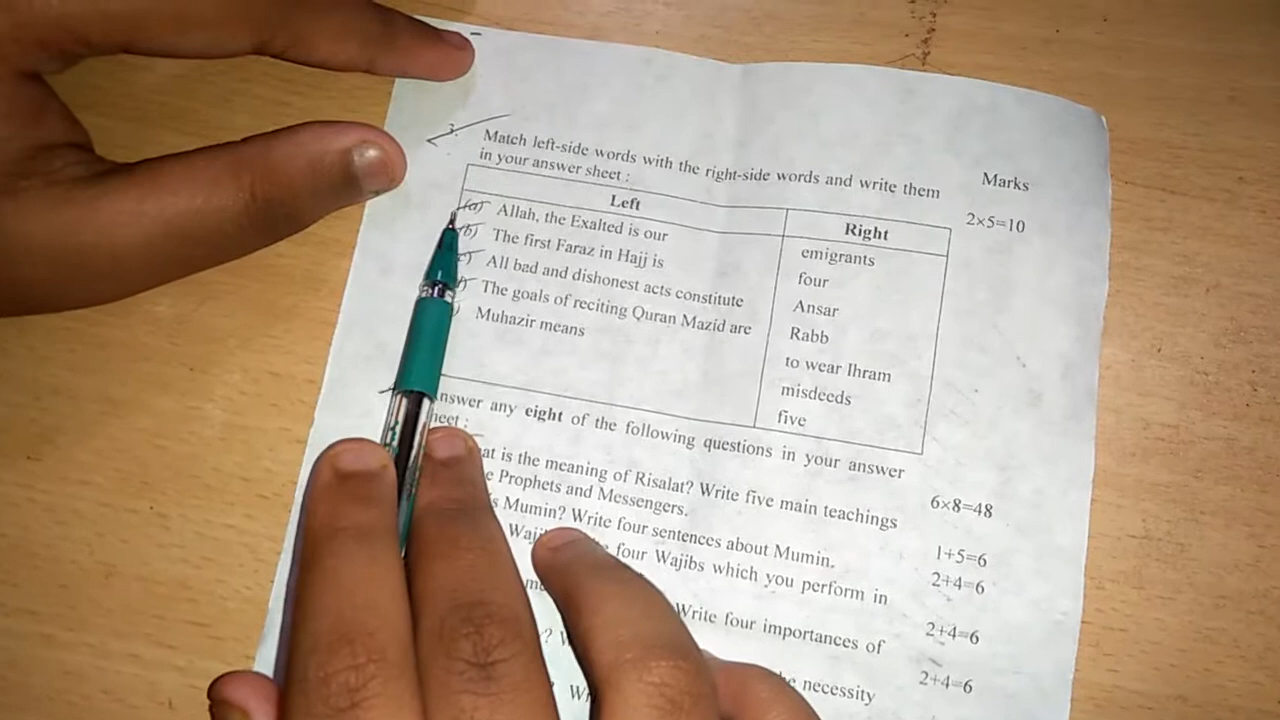 3.
Match left-side words with the right-side words and write them
in your answer sheet :
Marks
2×5=10
Left
Right
(a) Allah, the Exalted is our
(b) The first Faraz in Hajj is
(c) All bad and dishonest acts constitute
The goals of reciting Quran Mazid are
Muhazir means
emigrants
four
Ansar
Rabb
to wear Ihram
misdeeds
five
any eight of the following questions in your answer
6×8=48
is the meaning of Risalat? Write five main teachings
Prophets and Messengers.
1+5=6
Mumin? Write four sentences about Mumin.
2+4=6
four Wajibs which you perform in
2+4=6
Write four importances of
2+4=6
necessity